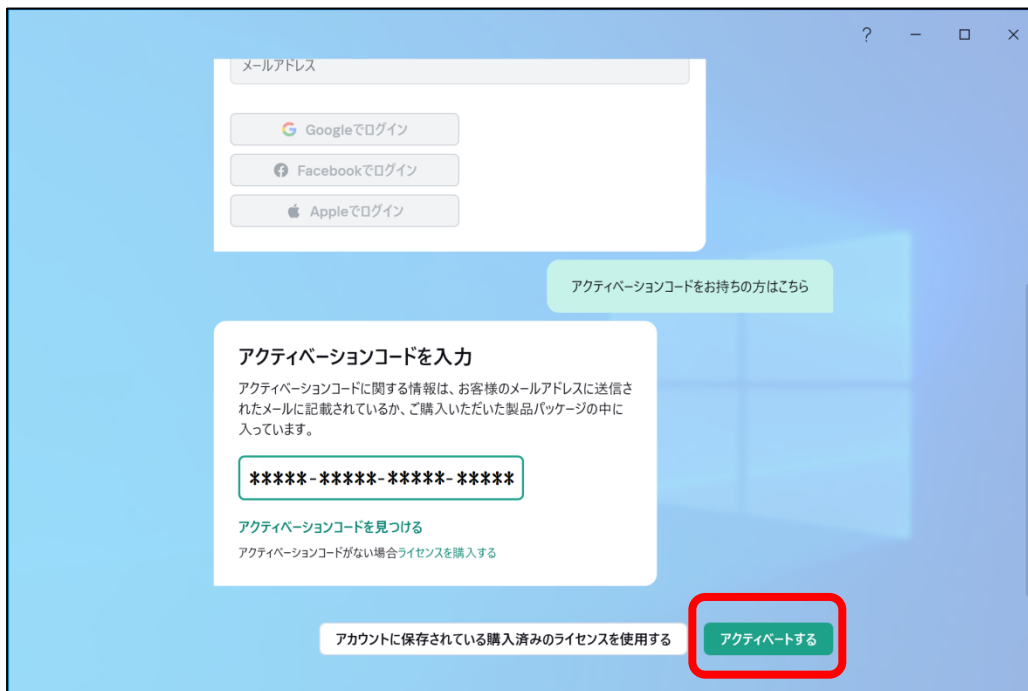 ?
メールアドレス
Googleでログイン
Facebookでログイン
Appleでログイン
アクティベーションコードをお持ちの方はこちら
アクティベーションコードを入力
アクティベーションコードに関する情報は、お客様のメールアドレスに送信さ
れたメールに記載されているか、ご購入いただいた製品パッケージの中に
入っています。
*****-*****-*****-*****
アクティベーションコードを見つける
アクティベーションコードがない場合ライセンスを購入する
アカウントに保存されている購入済みのライセンスを使用する
アクティベートする